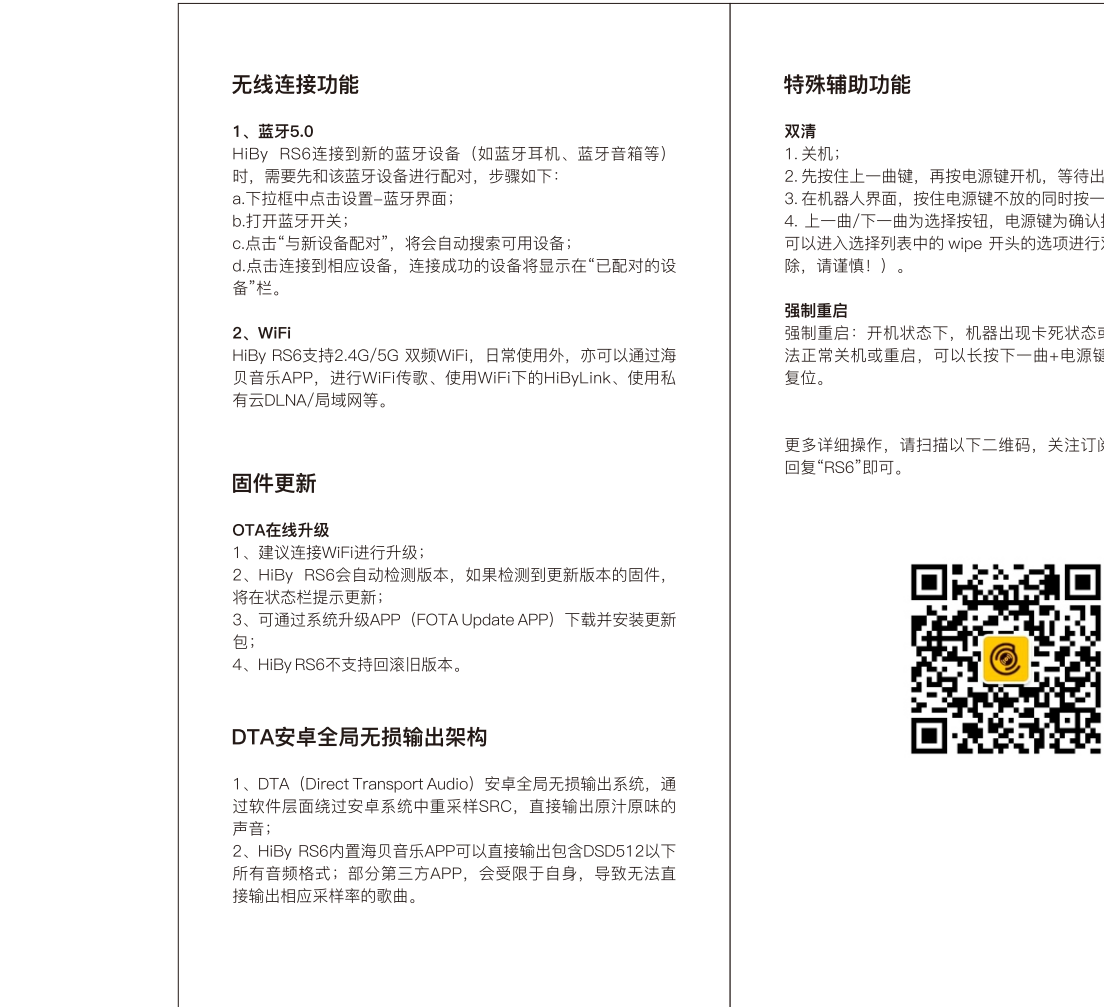 无线连接功能
1、蓝牙5.0
HiBy RS6连接到新的蓝牙设备（如蓝牙耳机、蓝牙音箱等）
时，需要先和该蓝牙设备进行配对，步骤如下：
a.下拉框中点击设置-蓝牙界面；
b.打开蓝牙开关；
c.点击“与新设备配对”，将会自动搜索可用设备；
d.点击连接到相应设备，连接成功的设备将显示在“已配对的设
备”栏。
2、WiFi
HiBy RS6支持2.4G/5G 双频WiFi，日常使用外，亦可以通过海
贝音乐APP，进行WiFi传歌、使用WiFi下的HiByLink、使用私
有云DLNA/局域网等。
固件更新
OTA在线升级
1、建议连接WiFi进行升级；
2、HiBy RS6会自动检测版本，如果检测到更新版本的固件，
将在状态栏提示更新；
3、可通过系统升级APP（FOTA Update APP）下载并安装更新
包；
4、HiBy RS6不支持回滚旧版本。
DTA安卓全局无损输出架构
1、DTA（Direct Transport Audio）安卓全局无损输出系统，通
过软件层面绕过安卓系统中重采样SRC，直接输出原汁原味的
声音；
2、HiBy RS6内置海贝音乐APP可以直接输出包含DSD512以下
所有音频格式；部分第三方APP，会受限于自身，导致无法直
接输出相应采样率的歌曲。
特殊辅助功能
双清
1. 关机；
2. 先按住上一曲键，再按电源键开机，等待出
3. 在机器人界面，按住电源键不放的同时按一
4. 上一曲/下一曲为选择按钮，电源键为确认
可以进入选择列表中的 wipe 开头的选项进行
除，请谨慎！）。
强制重启
强制重启：开机状态下，机器出现卡死状态
法正常关机或重启，可以长按下一曲+电源键
复位。
更多详细操作，请扫描以下二维码，关注订
回复“RS6”即可。